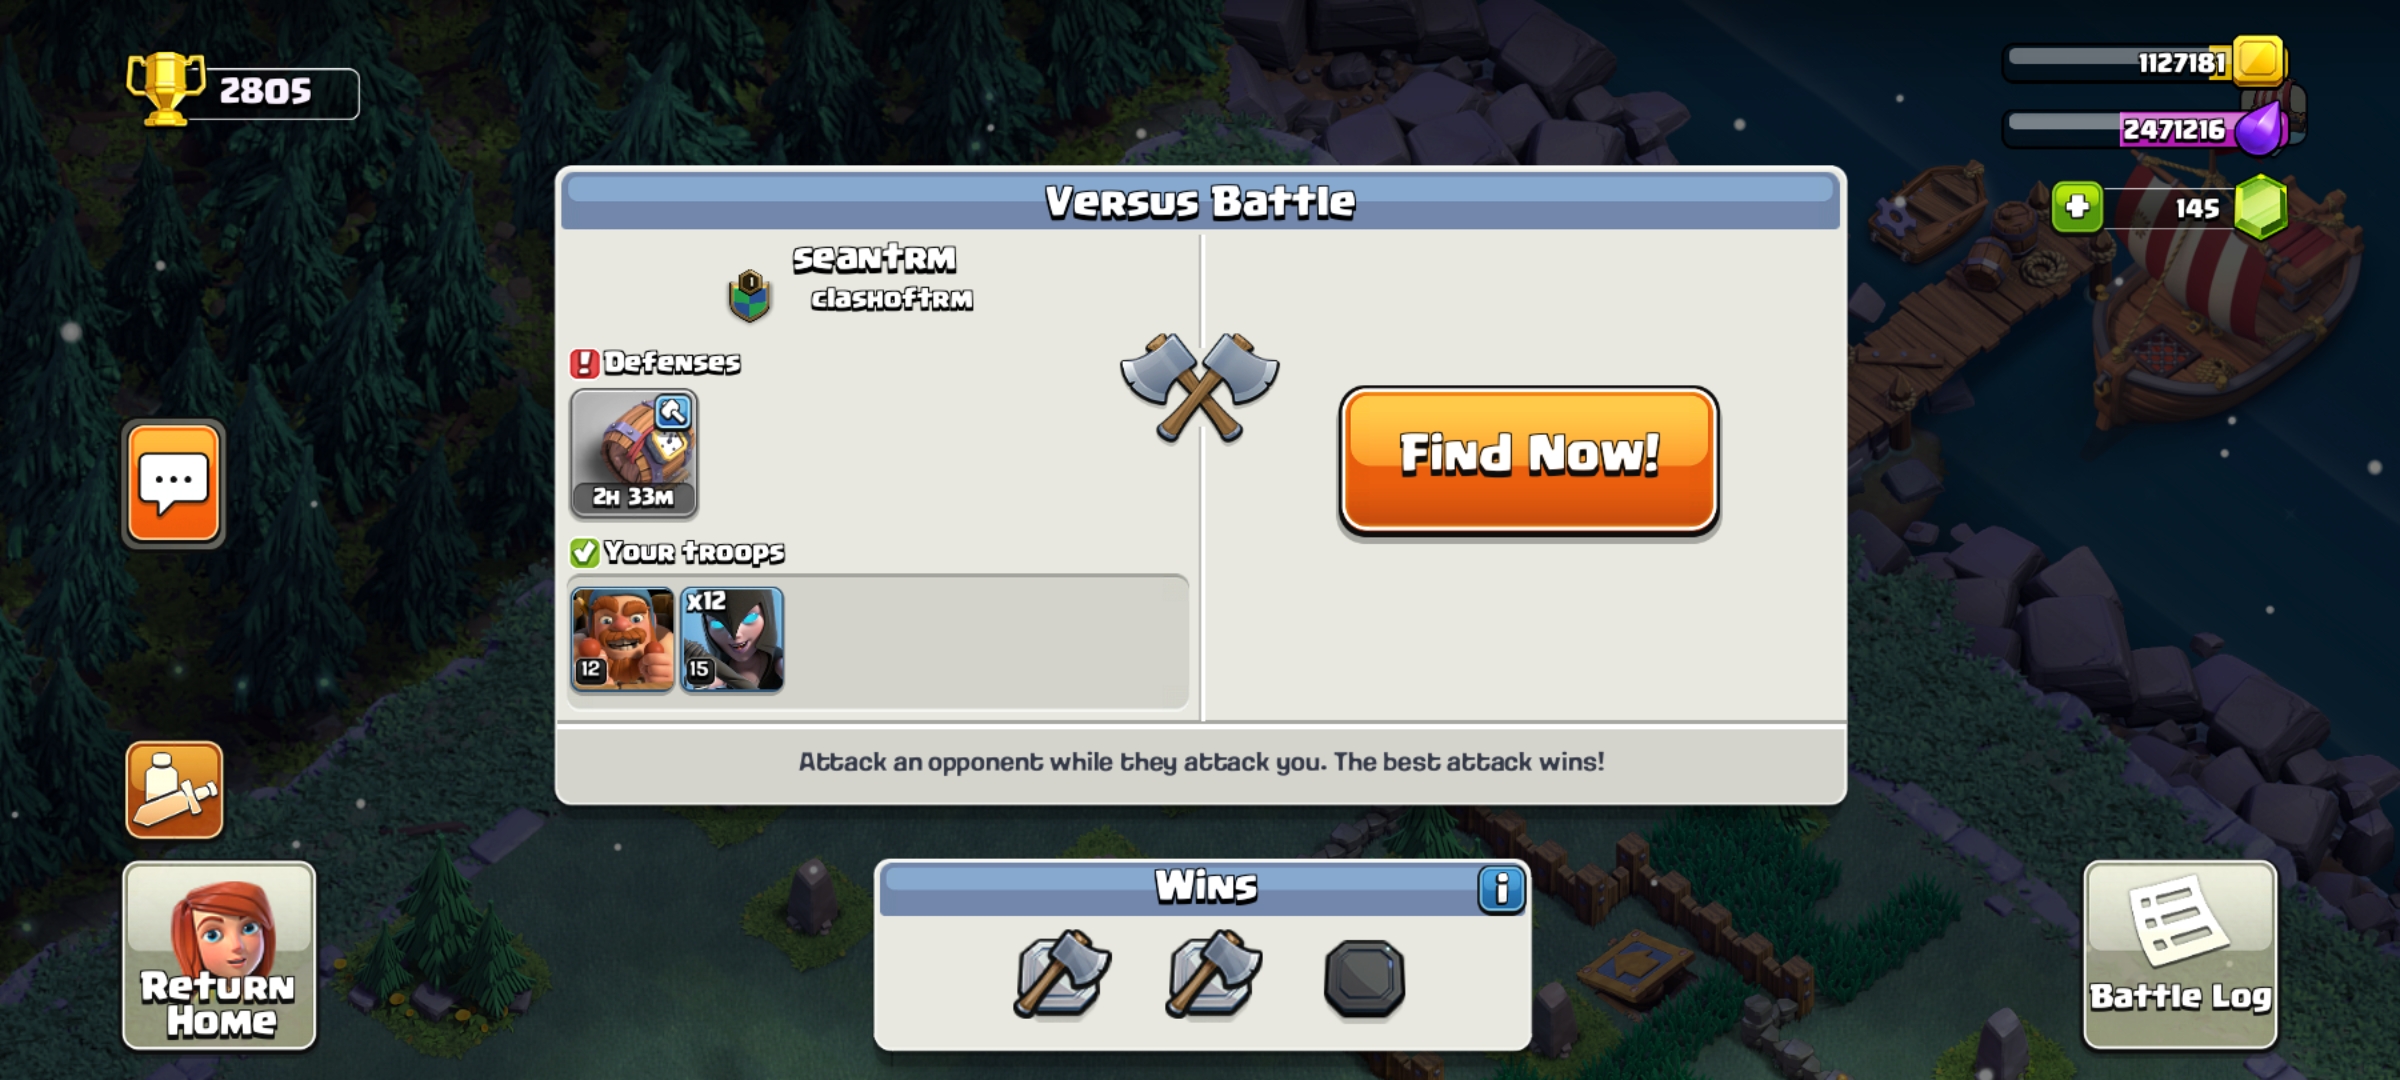 2805
1127181
2471216
145
Versus Battle
seantrm
clashoftrm
1
Defenses
2H 33M
Your troops
12
x12
15
Find Now!
Attack an opponent while they attack you. The best attack wins!
Wins
i
Return
Home
Battle Log